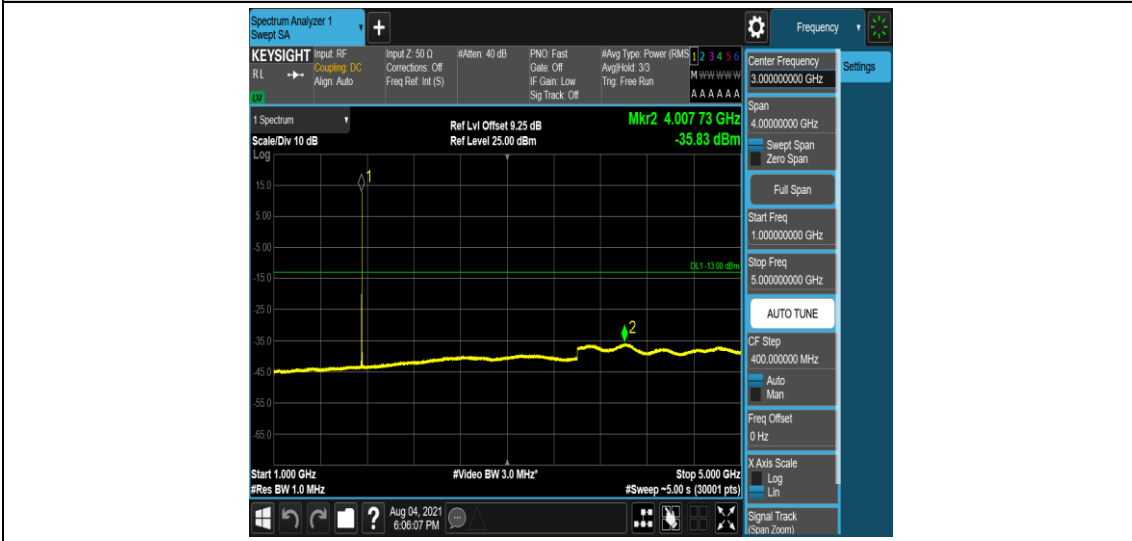 Spectrum Analyzer 1
Swept SA
+
Frequency
KEYSIGHT
RL
Input: RF
Coupling: DC
Align: Auto
Input Z: 50 Ω
Corrections: Off
Freq Ref: Int (S)
#Atten: 40 dB
PNO: Fast
Gate: Off
IF Gain: Low
Sig Track: Off
#Avg Type: Power (RMS
Avg|Hold: 3/3
Trig: Free Run
1 2 3 4 5 6
M W W W W W
A A A A A A
1 Spectrum
Scale/Div 10 dB
Log
Ref Lvl Offset 9.25 dB
Ref Level 25.00 dBm
Mkr2 4.007 73 GHz
-35.83 dBm
1
15.0
5.00
-5.00
DL1 -13.00 dBm
-15.0
-25.0
2
-35.0
-45.0
-55.0
-65.0
Start 1.000 GHz
#Res BW 1.0 MHz
#Video BW 3.0 MHz*
Stop 5.000 GHz
#Sweep ~5.00 s (30001 pts)
?
Aug 04, 2021
6:06:07 PM
Center Frequency
3.000000000 GHz
Span
4.00000000 GHz
Swept Span
Zero Span
Full Span
Start Freq
1.000000000 GHz
Stop Freq
5.000000000 GHz
AUTO TUNE
CF Step
400.000000 MHz
Auto
Man
Freq Offset
0 Hz
X Axis Scale
Log
Lin
Signal Track
(Span Zoom)
Settings